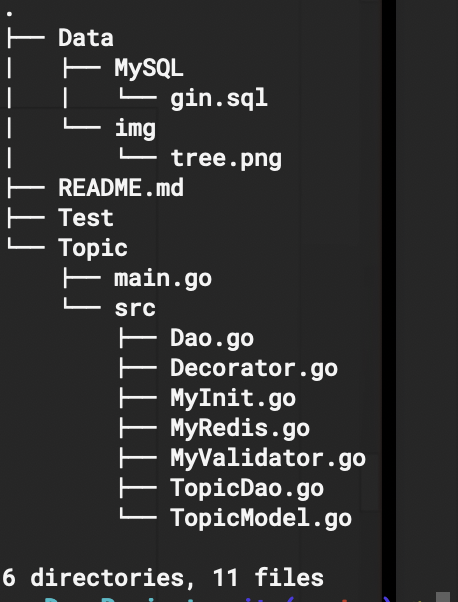 .
├── Data
│   ├── MySQL
│   │   └── gin.sql
│   └── img
│       └── tree.png
├── README.md
├── Test
└── Topic
    ├── main.go
    └── src
        ├── Dao.go
        ├── Decorator.go
        ├── MyInit.go
        ├── MyRedis.go
        ├── MyValidator.go
        ├── TopicDao.go
        └── TopicModel.go
6 directories, 11 files